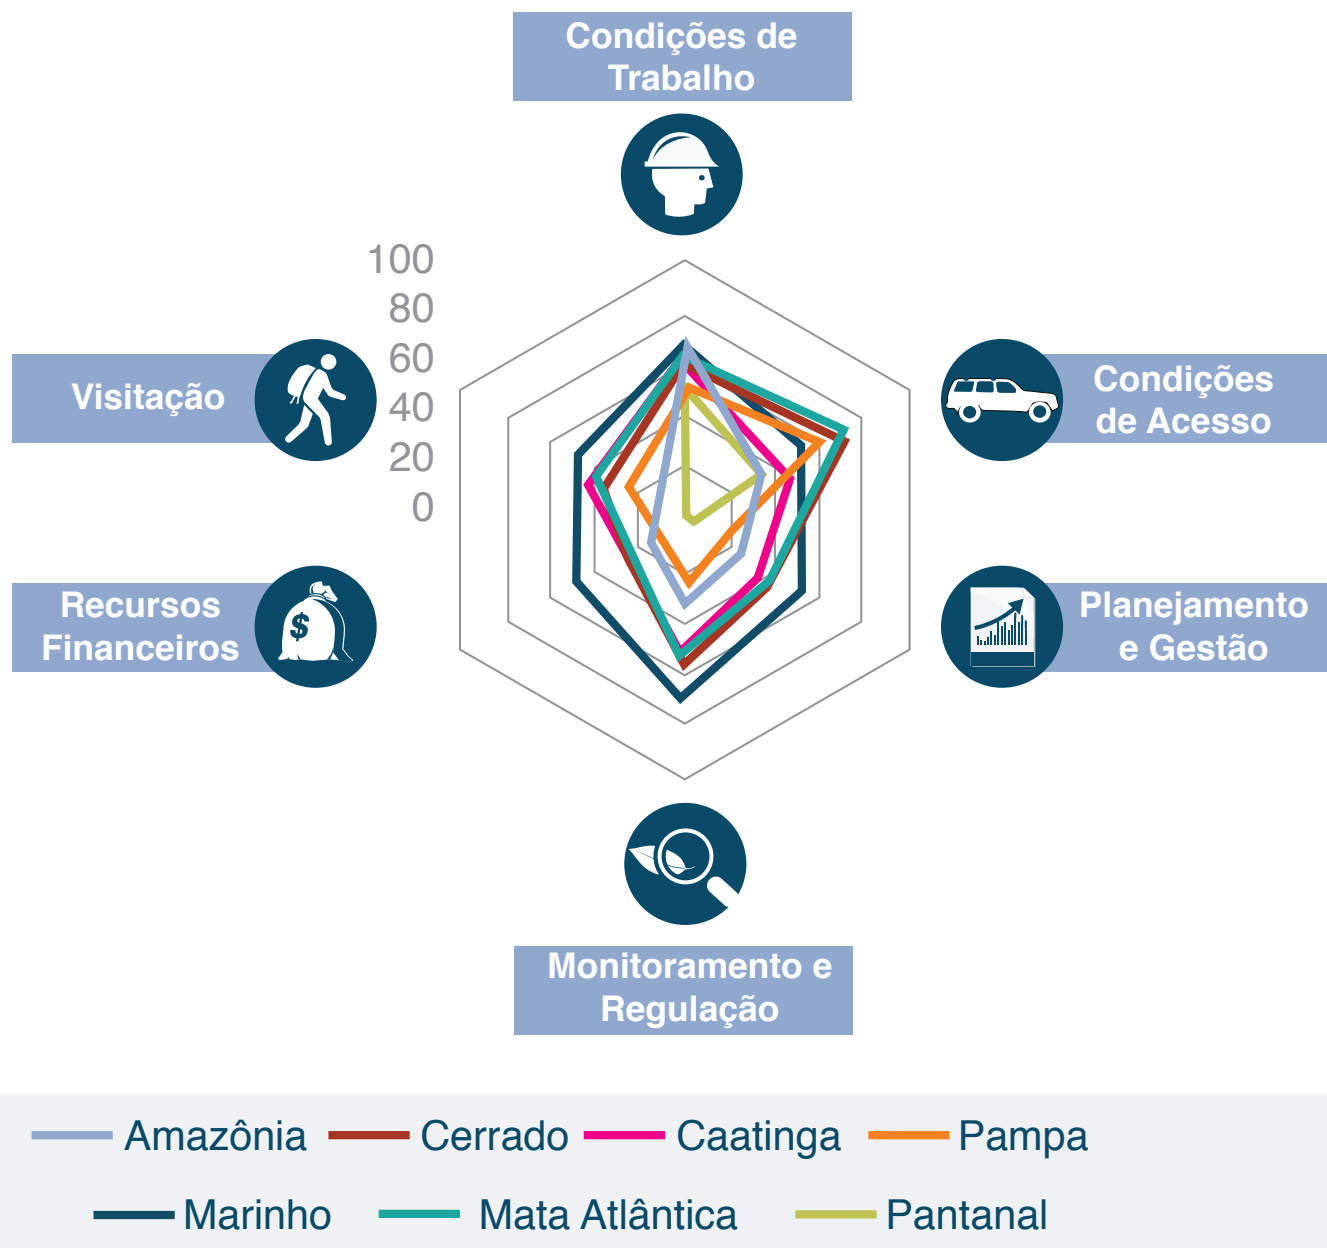 Condições de
Trabalho
100
80
60
40
20
0
Visitação
Condições
de Acesso
Recursos
Financeiros
$
Planejamento
e Gestão
Monitoramento e
Regulação
Amazônia
Cerrado
Caatinga
Pampa
Marinho
Mata Atlântica
Pantanal